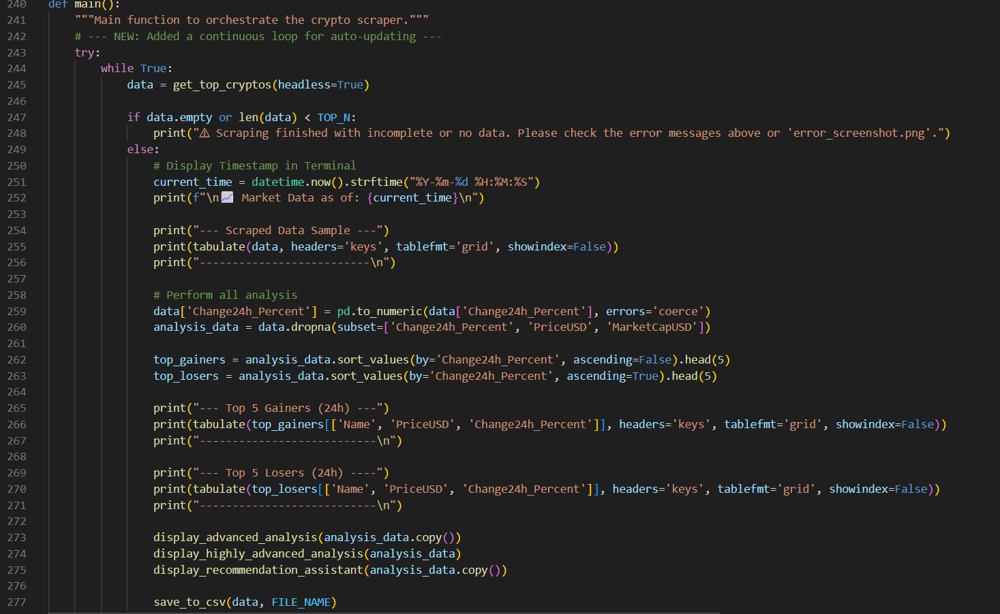 240 def main():
241     """Main function to orchestrate the crypto scraper."""
242     # --- NEW: Added a continuous loop for auto-updating ---
243     try:
244         while True:
245             data = get_top_cryptos(headless=True)
246
247             if data.empty or len(data) < TOP_N:
248                 print("⚠ Scraping finished with incomplete or no data. Please check the error messages above or 'error_screenshot.png'.")
249             else:
250                 # Display Timestamp in Terminal
251                 current_time = datetime.now().strftime("%Y-%m-%d %H:%M:%S")
252                 print(f"\n📈 Market Data as of: {current_time}\n")
253
254                 print("--- Scraped Data Sample ---")
255                 print(tabulate(data, headers='keys', tablefmt='grid', showindex=False))
256                 print("--------------------------\n")
257
258                 # Perform all analysis
259                 data['Change24h_Percent'] = pd.to_numeric(data['Change24h_Percent'], errors='coerce')
260                 analysis_data = data.dropna(subset=['Change24h_Percent', 'PriceUSD', 'MarketCapUSD'])
261
262                 top_gainers = analysis_data.sort_values(by='Change24h_Percent', ascending=False).head(5)
263                 top_losers = analysis_data.sort_values(by='Change24h_Percent', ascending=True).head(5)
264
265                 print("--- Top 5 Gainers (24h) ---")
266                 print(tabulate(top_gainers[['Name', 'PriceUSD', 'Change24h_Percent']], headers='keys', tablefmt='grid', showindex=False))
267                 print("---------------------------\n")
268
269                 print("--- Top 5 Losers (24h) ----")
270                 print(tabulate(top_losers[['Name', 'PriceUSD', 'Change24h_Percent']], headers='keys', tablefmt='grid', showindex=False))
271                 print("---------------------------\n")
272
273                 display_advanced_analysis(analysis_data.copy())
274                 display_highly_advanced_analysis(analysis_data)
275                 display_recommendation_assistant(analysis_data.copy())
276
277                 save_to_csv(data, FILE_NAME)